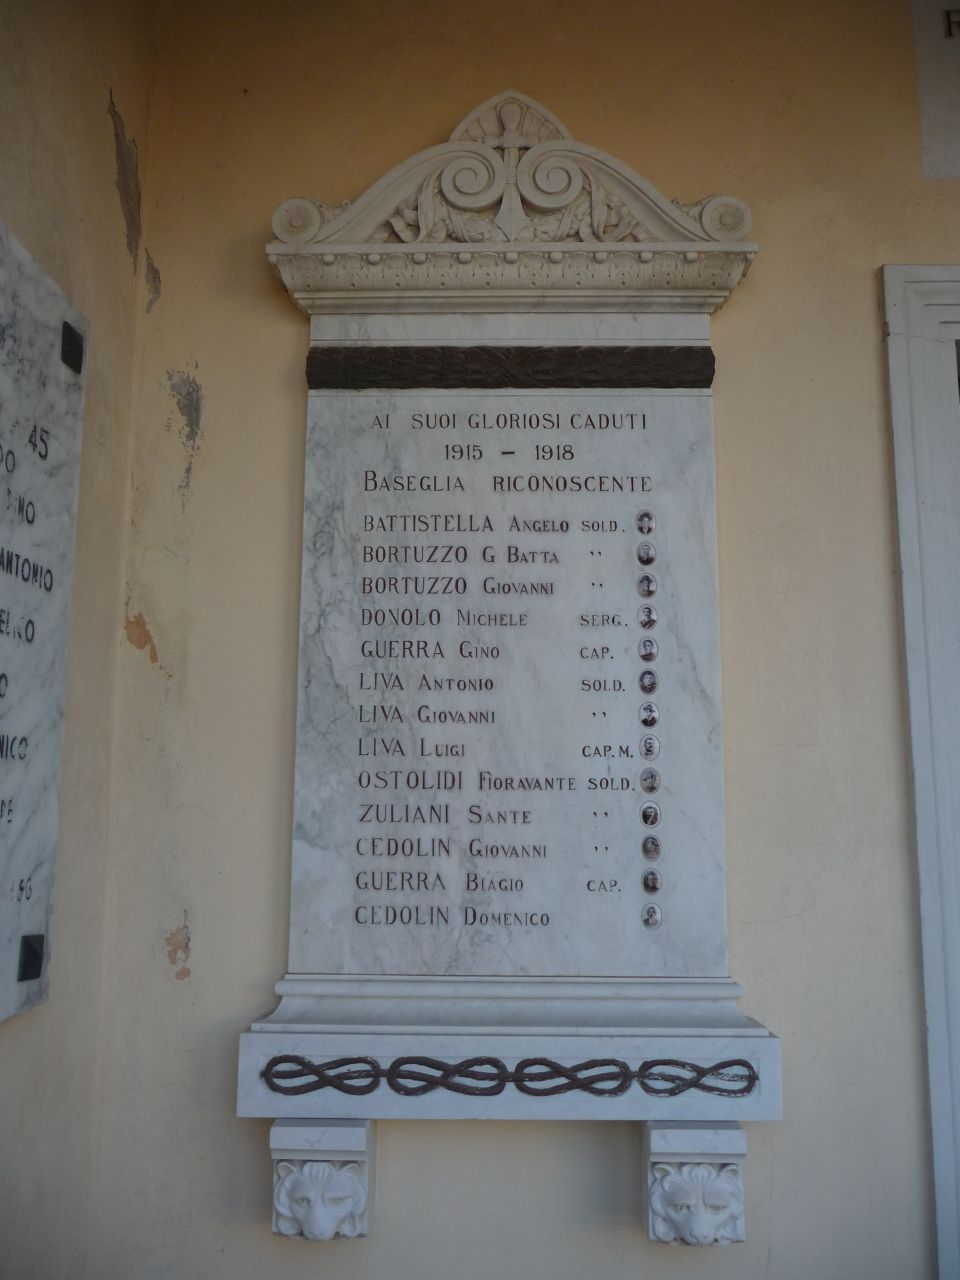 AI SUOI GLORIOSI CADUTI
1915 - 1918
BASEGLIA RICONOSCENTE
BATTISTELLA ANGELO SOLD.
BORTUZZO G BATTA ,,
BORTUZZO GIOVANNI ,,
DONOLO MICHELE SERG.
GUERRA GINO CAP.
LIVA ANTONIO SOLD.
LIVA GIOVANNI ,,
LIVA LUIGI CAP. M.
OSTOLIDI FIORAVANTE SOLD.
ZULIANI SANTE ,,
CEDOLIN GIOVANNI ,,
GUERRA BIAGIO CAP.
CEDOLIN DOMENICO
45
ANTONIO